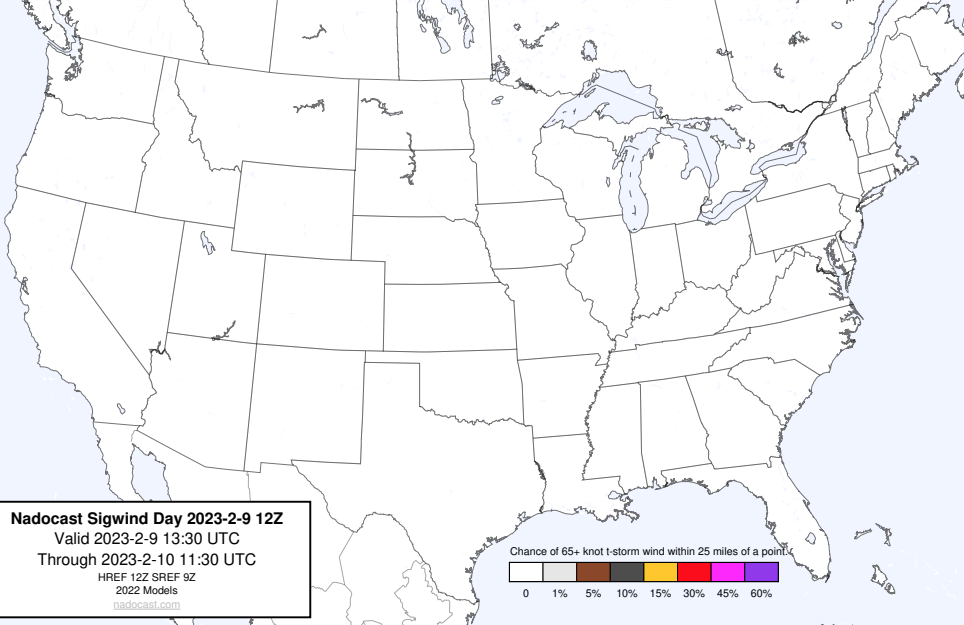 Nadocast Sigwind Day 2023-2-9 12Z
Valid 2023-2-9 13:30 UTC
Through 2023-2-10 11:30 UTC
HREF 12Z SREF 9Z
2022 Models
nadocast.com
Chance of 65+ knot t-storm wind within 25 miles of a point.
0 1% 5% 10% 15% 30% 45% 60%